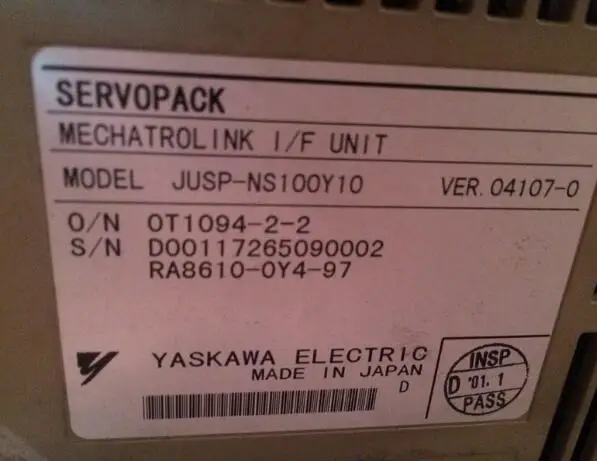 SERVOPACK
MECHATROLINK I/F UNIT
MODEL JUSP-NS100Y10 VER. 04107-0
O/N OT1094-2-2
S/N D00117265090002
RA8610-0Y4-97
YASKAWA ELECTRIC
MADE IN JAPAN
D
INSP
D '01. 1
PASS